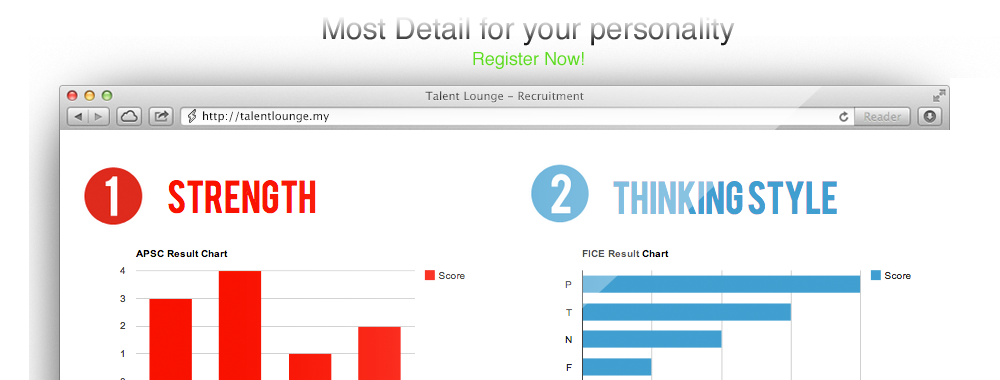 Most Detail for your personality
Register Now!
Talent Lounge – Recruitment
http://talentlounge.my
Reader
1 STRENGTH
2 THINKING STYLE
APSC Result Chart
4
3
2
1
Score
FICE Result Chart
P
T
N
F
Score